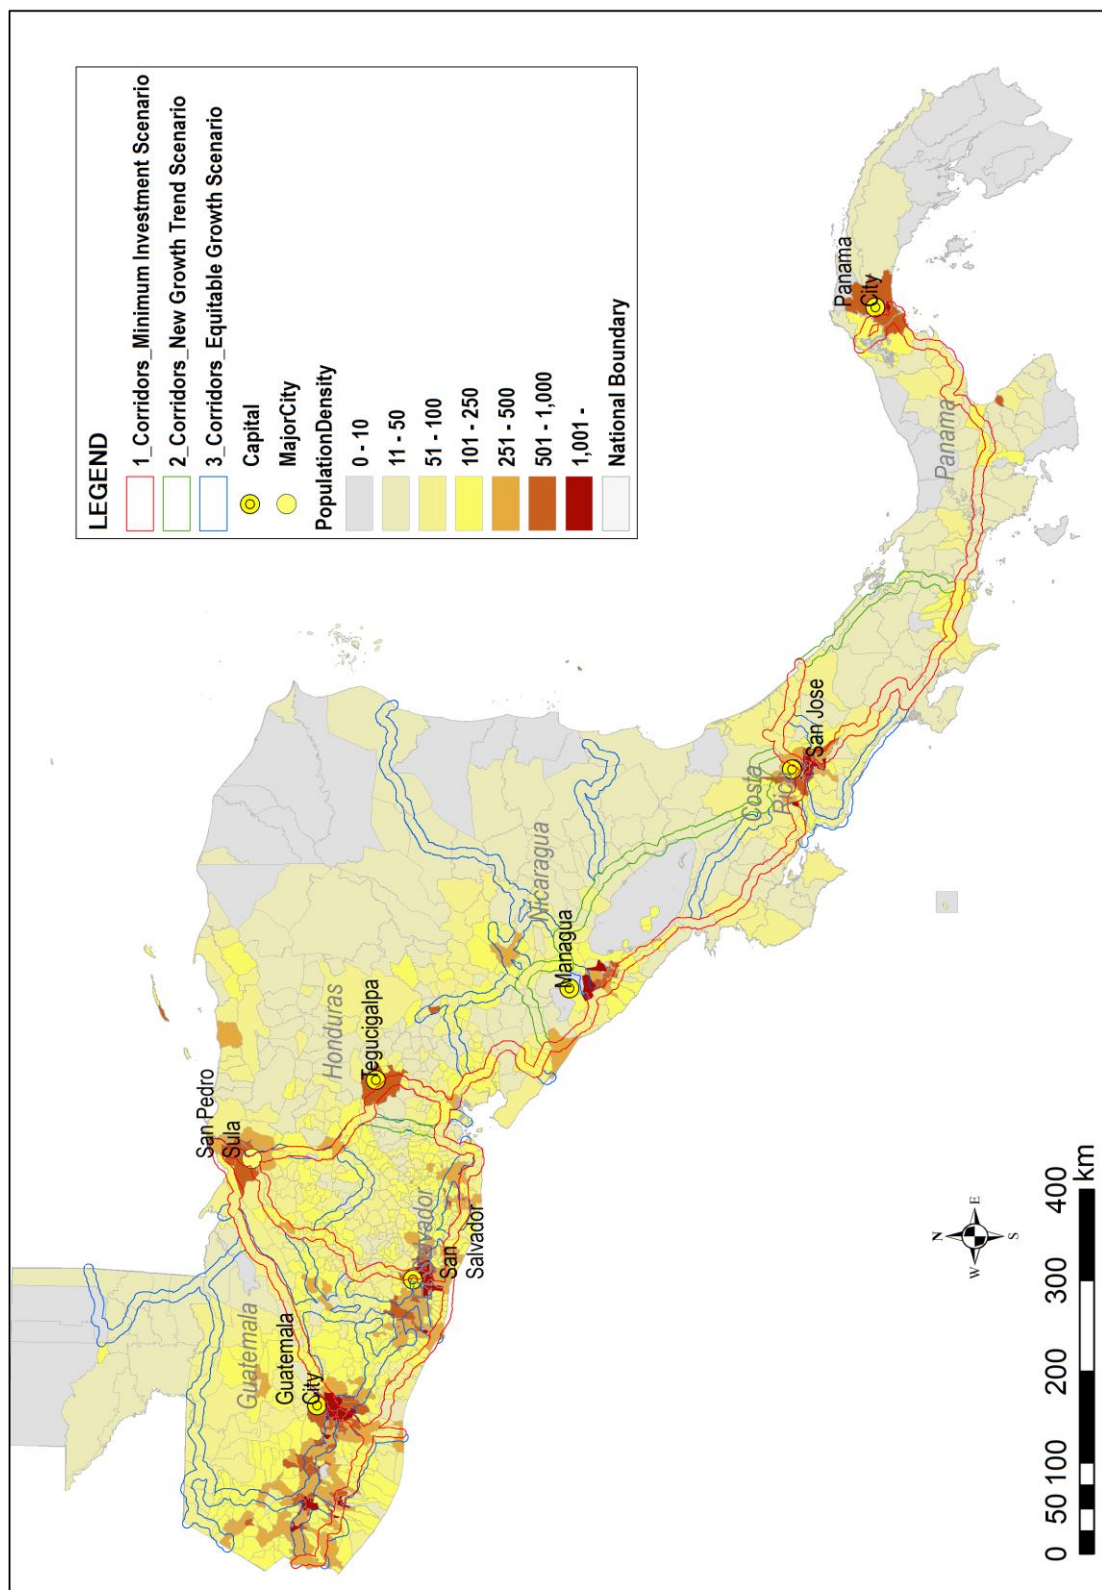 LEGEND
1_Corridors_Minimum Investment Scenario
2_Corridors_New Growth Trend Scenario
3_Corridors_Equitable Growth Scenario
Capital
MajorCity
PopulationDensity
0 - 10
11 - 50
51 - 100
101 - 250
251 - 500
501 - 1,000
1,001 -
National Boundary
Guatemala
Guatemala
City
San Pedro
Sula
Honduras
Tegucigalpa
Salvador
San
Salvador
Nicaragua
Managua
Costa
Rica
San Jose
Panama
Panama
City
N
W
E
S
0
50
100
200
300
400
km